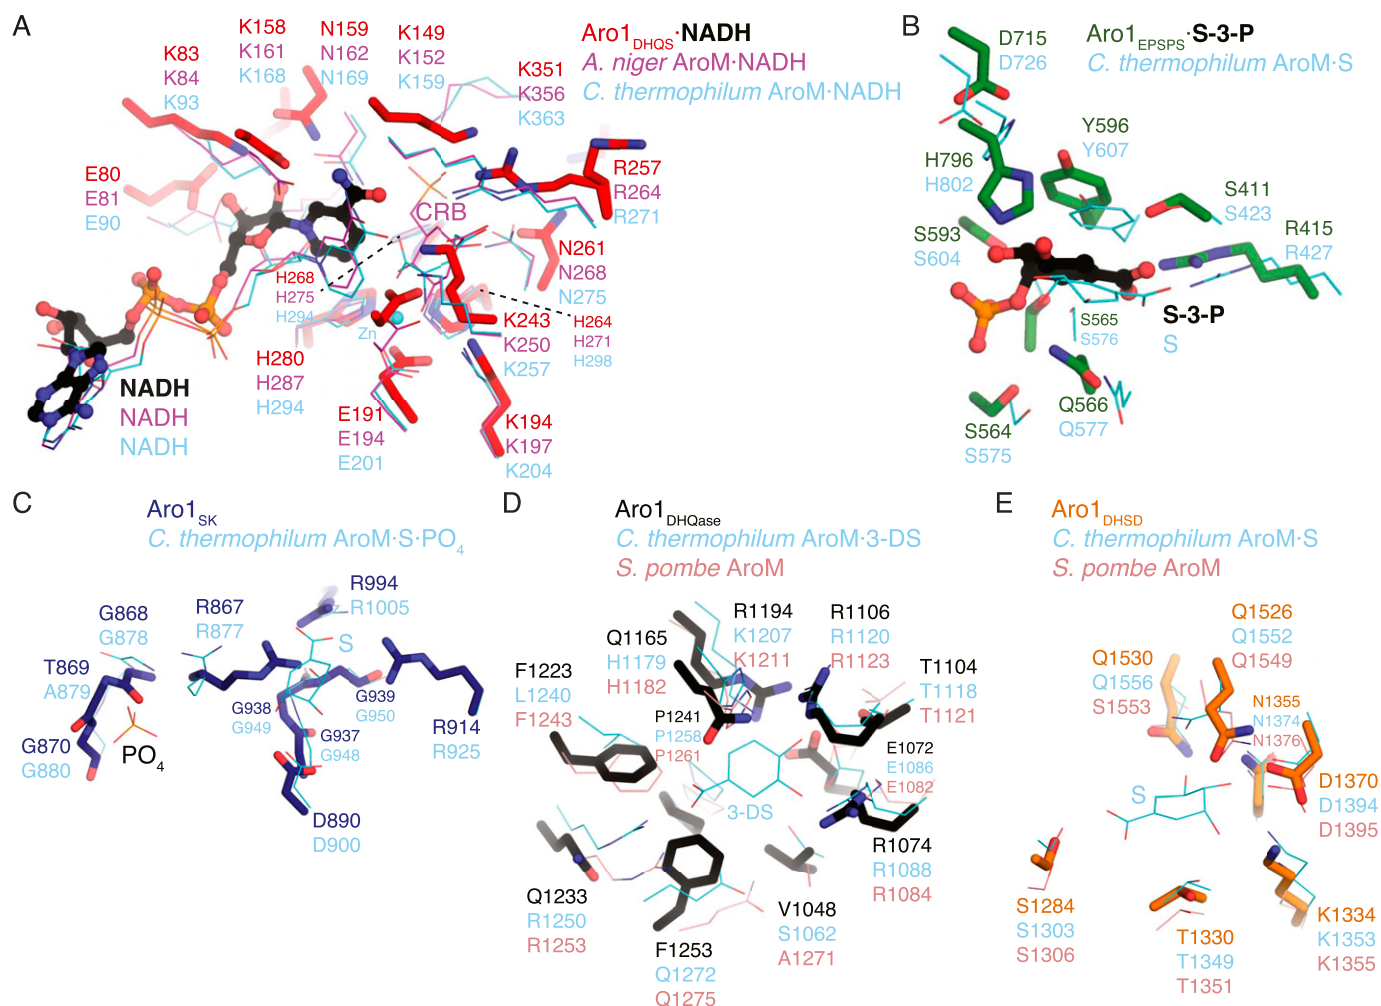 A
K83
K84
K93
K158
K161
K168
N159
N162
N169
K149
K152
K159
Aro1DHQS·NADH
A. niger AroM·NADH
C. thermophilum AroM·NADH
K351
K356
K363
E80
E81
E90
R257
R264
R271
CRB
N261
N268
N275
H268
H275
H294
Zn
H264
H271
H298
K243
K250
K257
H280
H287
H294
NADH
NADH
NADH
E191
E194
E201
K194
K197
K204
B
D715
D726
Aro1EPSPS·S-3-P
C. thermophilum AroM·S
Y596
Y607
H796
H802
S411
S423
S593
S604
R415
R427
S565
S576
S-3-P
S
Q566
Q577
S564
S575
C
Aro1SK
C. thermophilum AroM·S·PO4
G868
G878
R867
R877
R994
R1005
S
T869
A879
G938
G949
G939
G950
G937
G948
R914
R925
G870
G880
PO4
D890
D900
D
Aro1DHQase
C. thermophilum AroM·3-DS
S. pombe AroM
Q1165
H1179
H1182
R1194
K1207
K1211
R1106
R1120
R1123
F1223
L1240
F1243
T1104
T1118
T1121
P1241
P1258
P1261
E1072
E1086
E1082
3-DS
R1074
R1088
R1084
Q1233
R1250
R1253
V1048
S1062
A1271
F1253
Q1272
Q1275
E
Aro1DHSD
C. thermophilum AroM·S
S. pombe AroM
Q1526
Q1552
Q1549
Q1530
Q1556
S1553
N1355
N1374
N1376
S
D1370
D1394
D1395
S1284
S1303
S1306
T1330
T1349
T1351
K1334
K1353
K1355